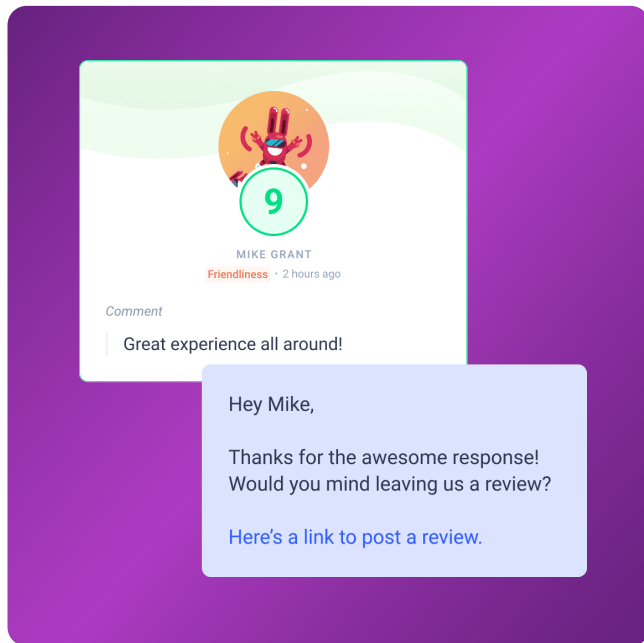 9
MIKE GRANT
Friendliness · 2 hours ago
Comment
Great experience all around!
Hey Mike,
Thanks for the awesome response!
Would you mind leaving us a review?
Here’s a link to post a review.